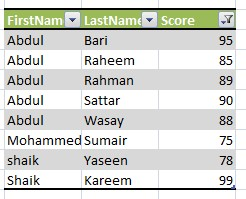 FirstNam LastName Score
Abdul Bari 95
Abdul Raheem 85
Abdul Rahman 89
Abdul Sattar 90
Abdul Wasay 88
Mohammed Sumair 75
shaik Yaseen 78
Shaik Kareem 99